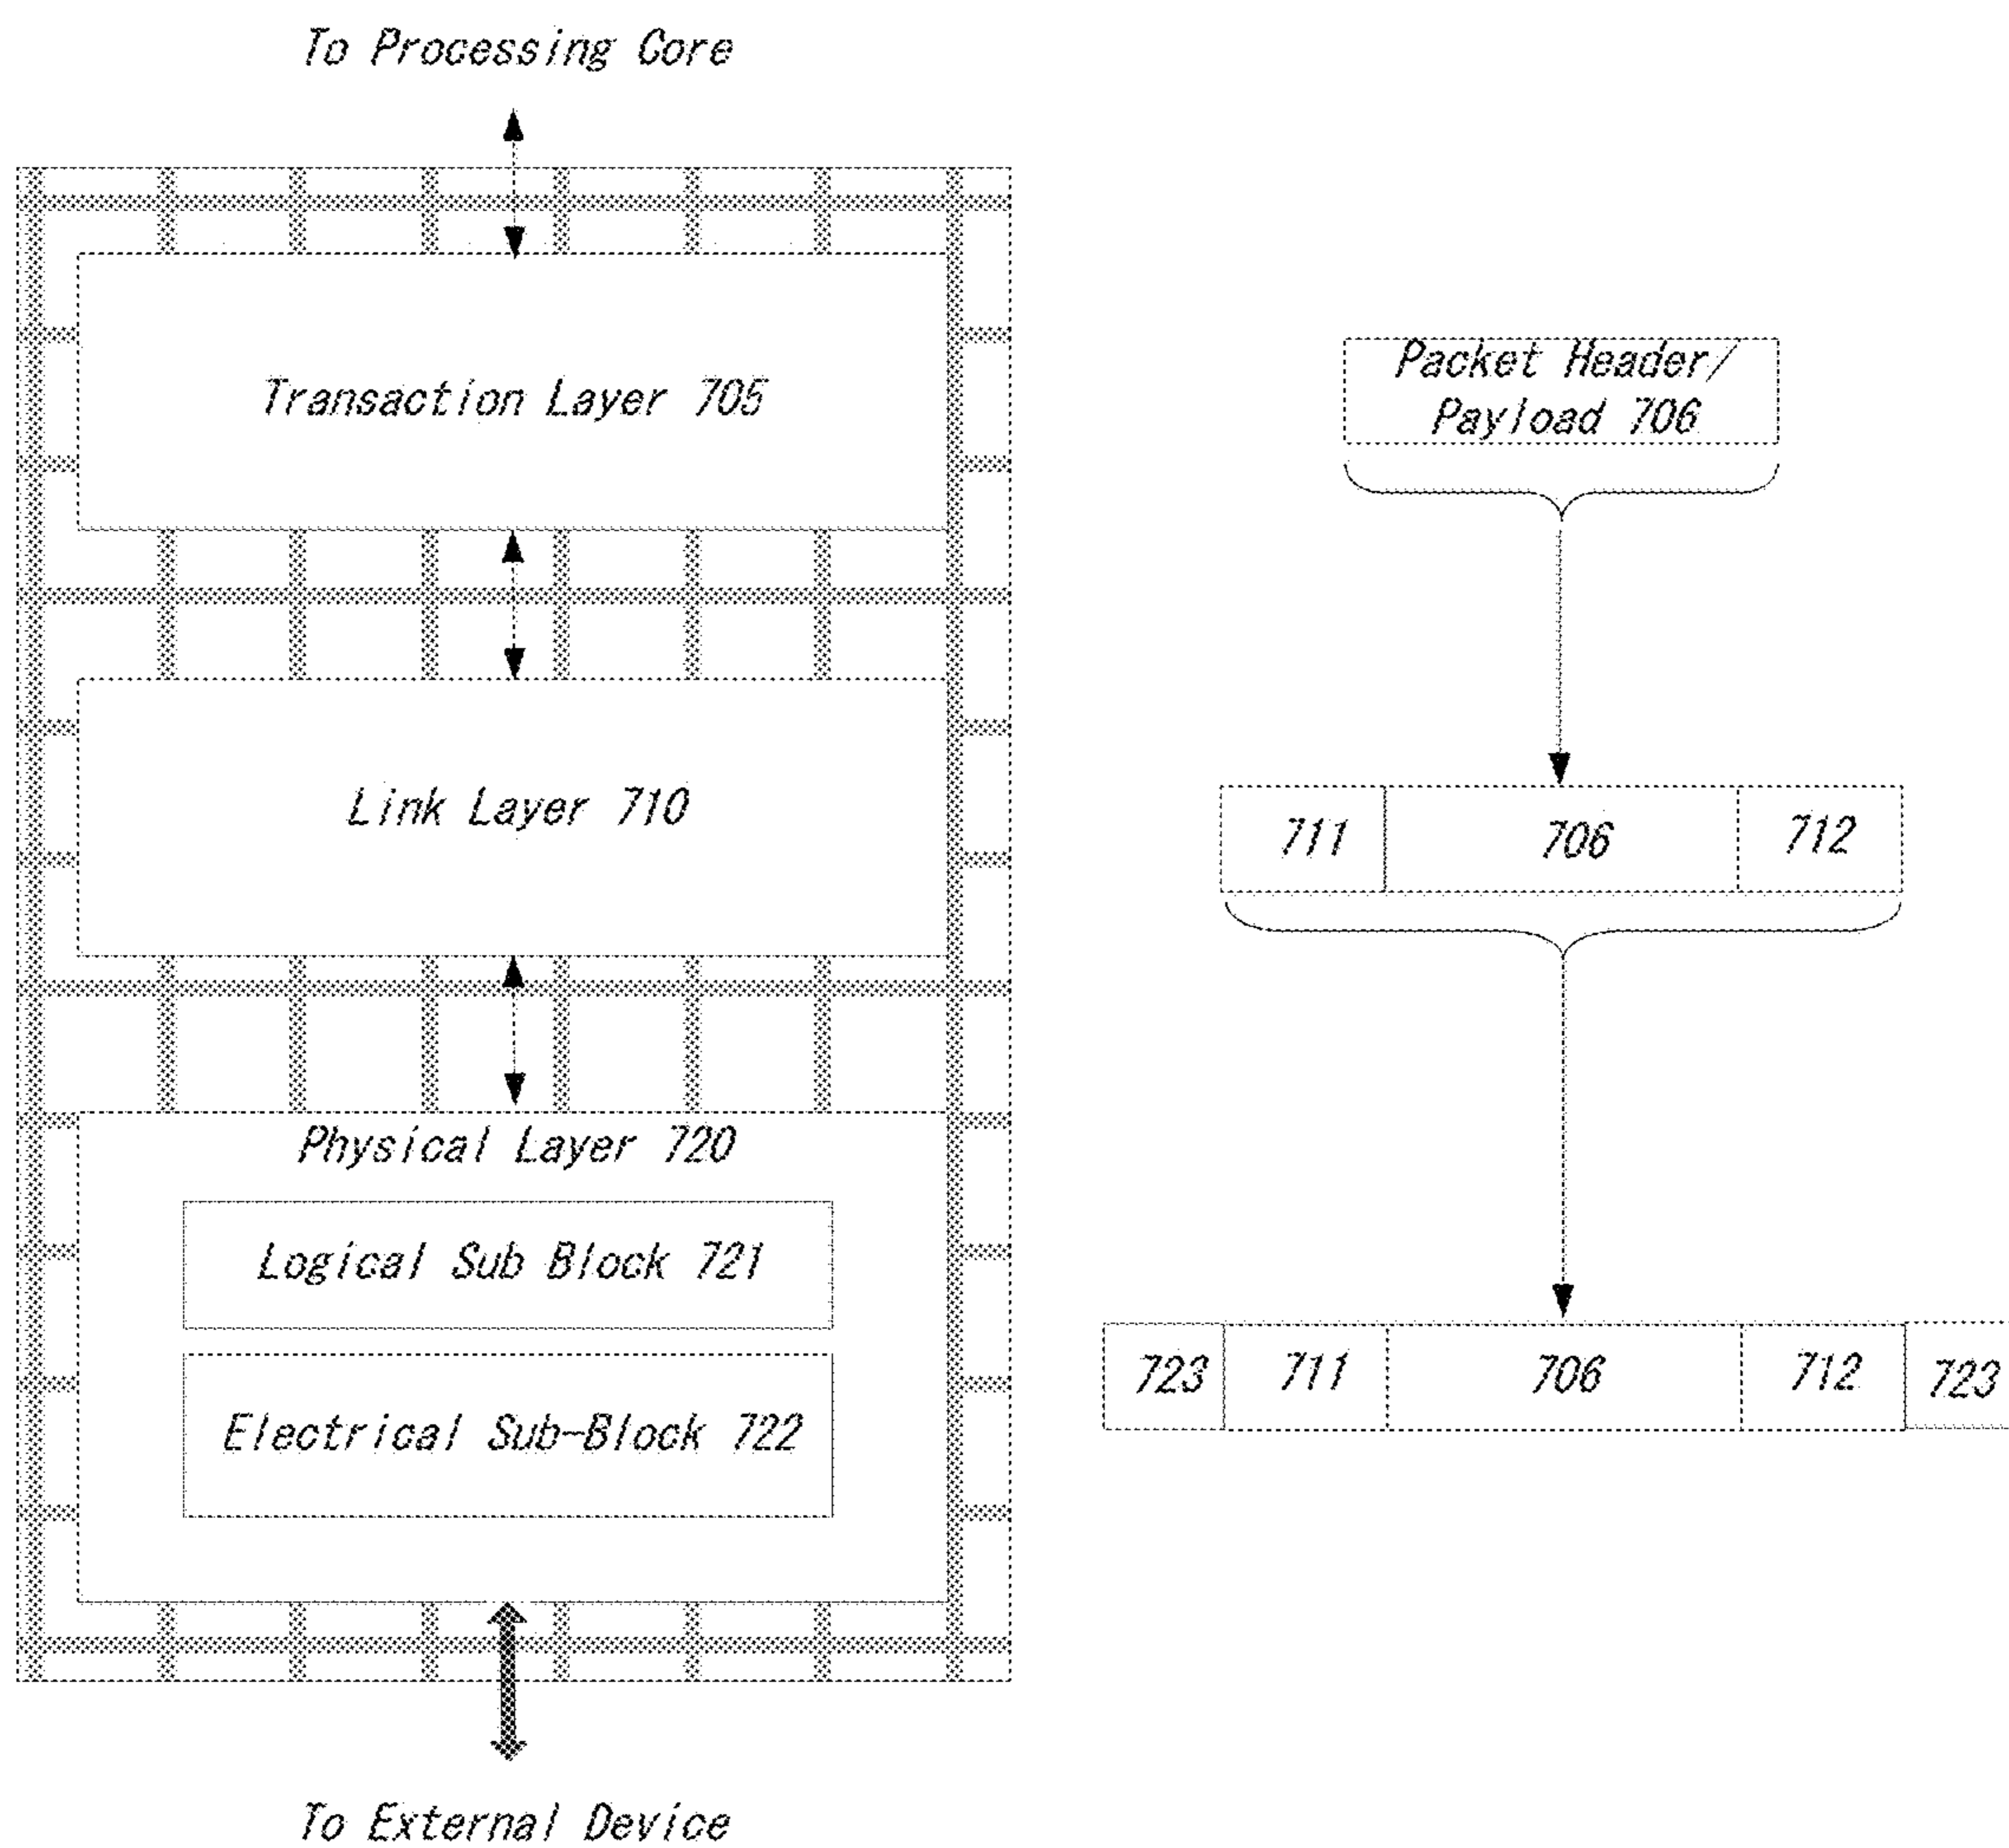 To Processing Core
Transaction Layer 705
Packet Header/
Payload 706
Link Layer 710
711 706 712
Physical Layer 720
Logical Sub Block 721
Electrical Sub-Block 722
723 711 706 712 723
To External Device